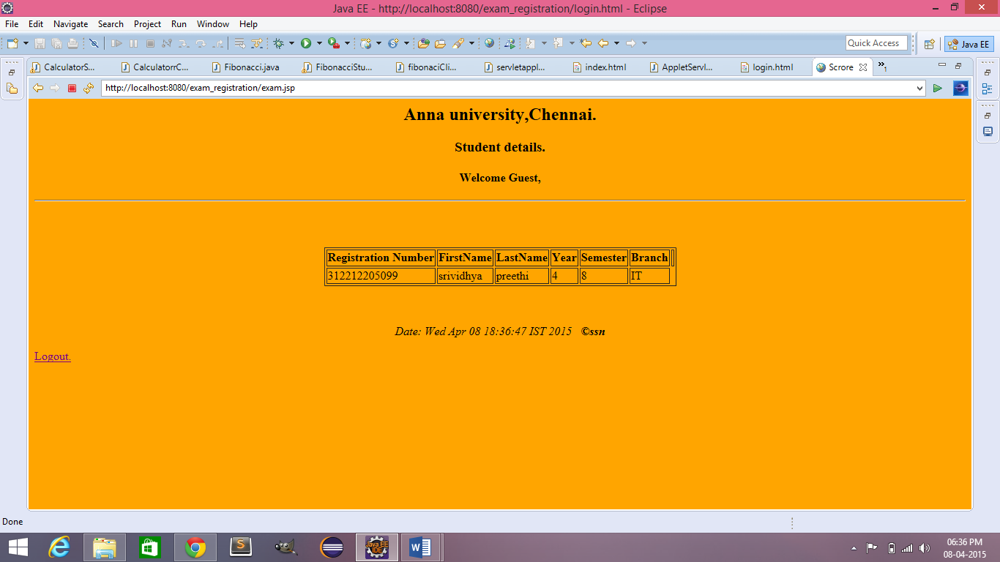 Java EE - http://localhost:8080/exam_registration/login.html - Eclipse
File Edit Navigate Search Project Run Window Help
Quick Access Java EE
CalculatorS... CalculatorrC... Fibonacci.java FibonacciStu... fibonaciCli... servletappl... index.html AppletServl... login.html Scrore »1
http://localhost:8080/exam_registration/exam.jsp
Anna university,Chennai.
Student details.
Welcome Guest,
Registration Number FirstName LastName Year Semester Branch
312212205099 srividhya preethi 4 8 IT
Date: Wed Apr 08 18:36:47 IST 2015 ©ssn
Logout.
Done
Java EE IDE
06:36 PM
08-04-2015